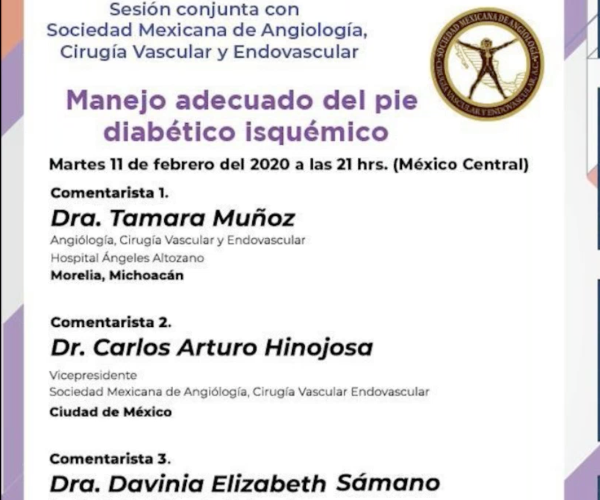 Sesión conjunta con
Sociedad Mexicana de Angiología,
Cirugía Vascular y Endovascular
SOCIEDAD MEXICANA DE ANGIOLOGÍA
CIRUGÍA VASCULAR Y ENDOVASCULAR, A.C.
Manejo adecuado del pie
diabético isquémico
Martes 11 de febrero del 2020 a las 21 hrs. (México Central)
Comentarista 1.
Dra. Tamara Muñoz
Angiólogía, Cirugía Vascular y Endovascular
Hospital Ángeles Altozano
Morelia, Michoacán
Comentarista 2.
Dr. Carlos Arturo Hinojosa
Vicepresidente
Sociedad Mexicana de Angiólogía, Cirugía Vascular Endovascular
Ciudad de México
Comentarista 3.
Dra. Davinia Elizabeth Sámano